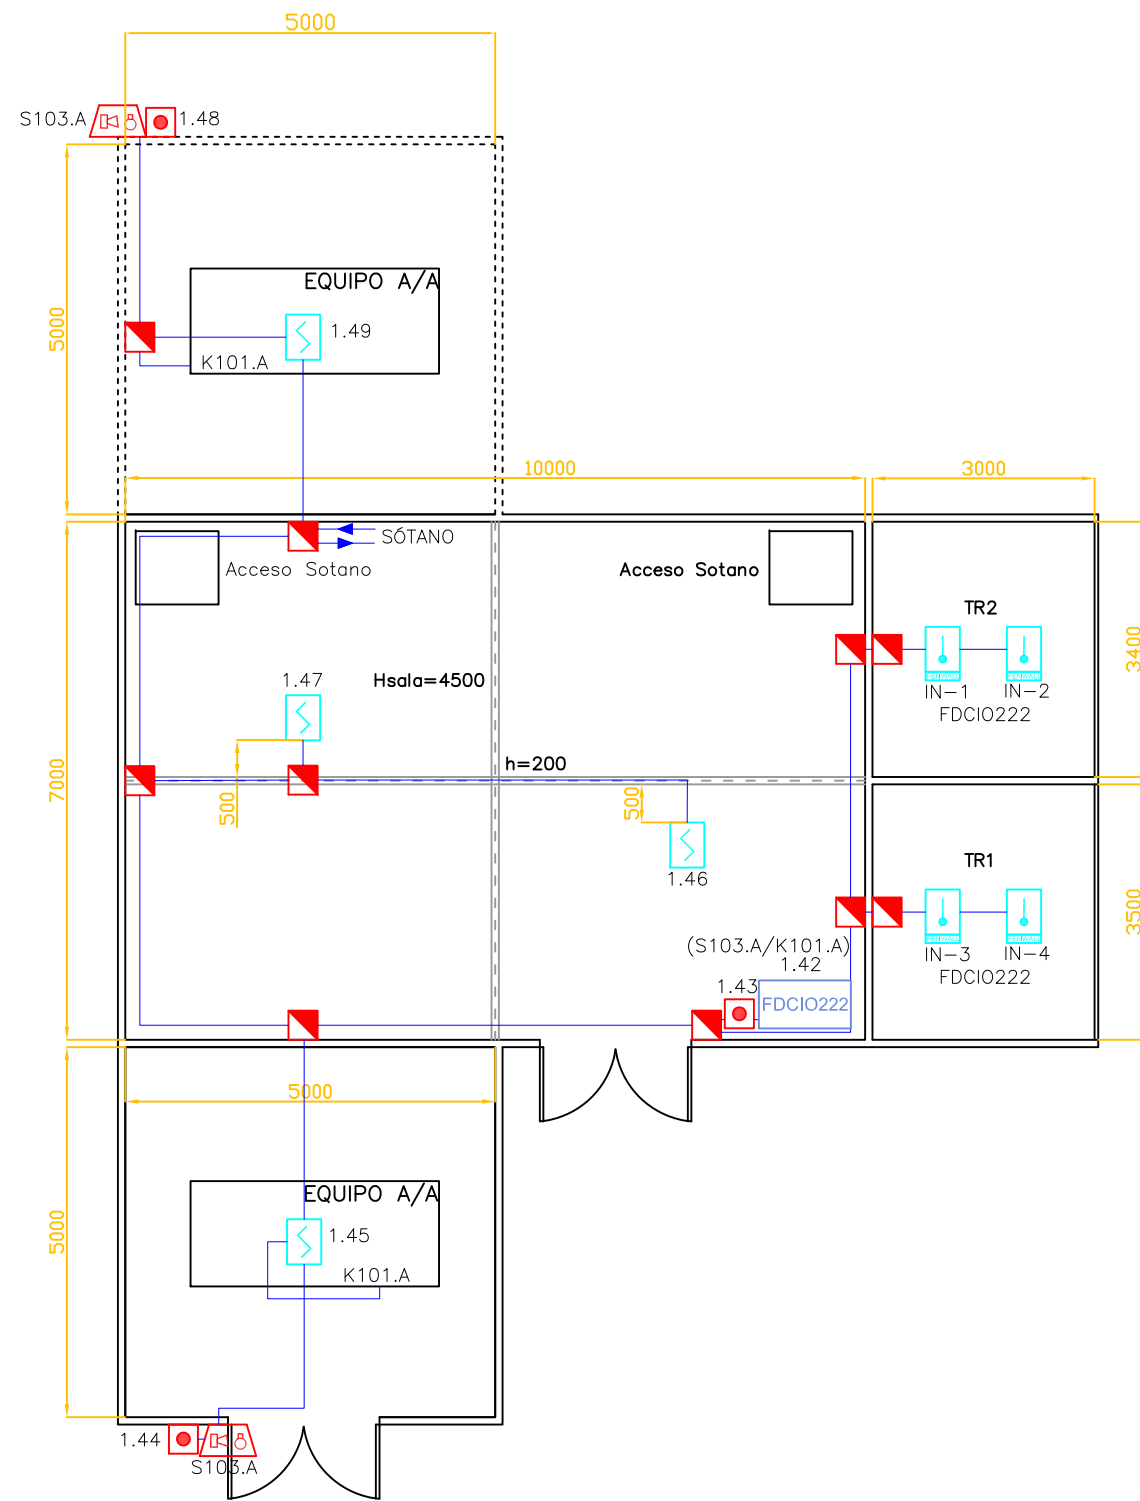 5000
S103.A
1.48
5000
EQUIPO A/A
1.49
K101.A
10000
3000
SÓTANO
Acceso Sotano
Acceso Sotano
TR2
3400
1.47
Hsala=4500
IN-1
IN-2
FDCIO222
7000
h=200
500
500
1.46
TR1
3500
(S103.A/K101.A)
1.42
IN-3
IN-4
FDCIO222
1.43
FDCIO222
5000
5000
EQUIPO A/A
1.45
K101.A
1.44
S103.A